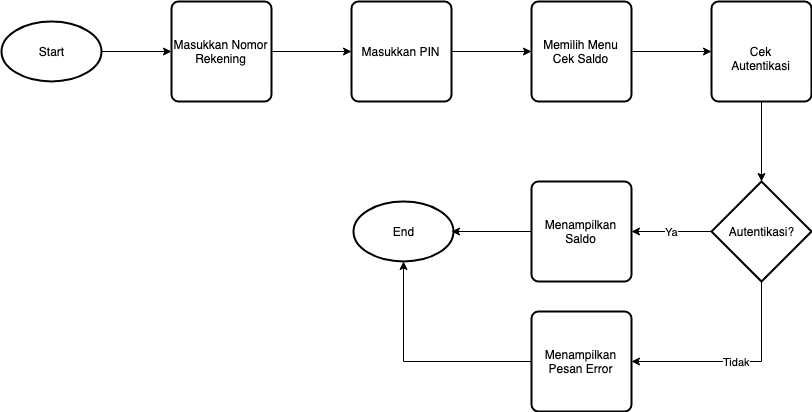 Start
Masukkan Nomor
Rekening
Masukkan PIN
Memilih Menu
Cek Saldo
Cek
Autentikasi
Autentikasi?
Ya
Menampilkan
Saldo
End
Tidak
Menampilkan
Pesan Error